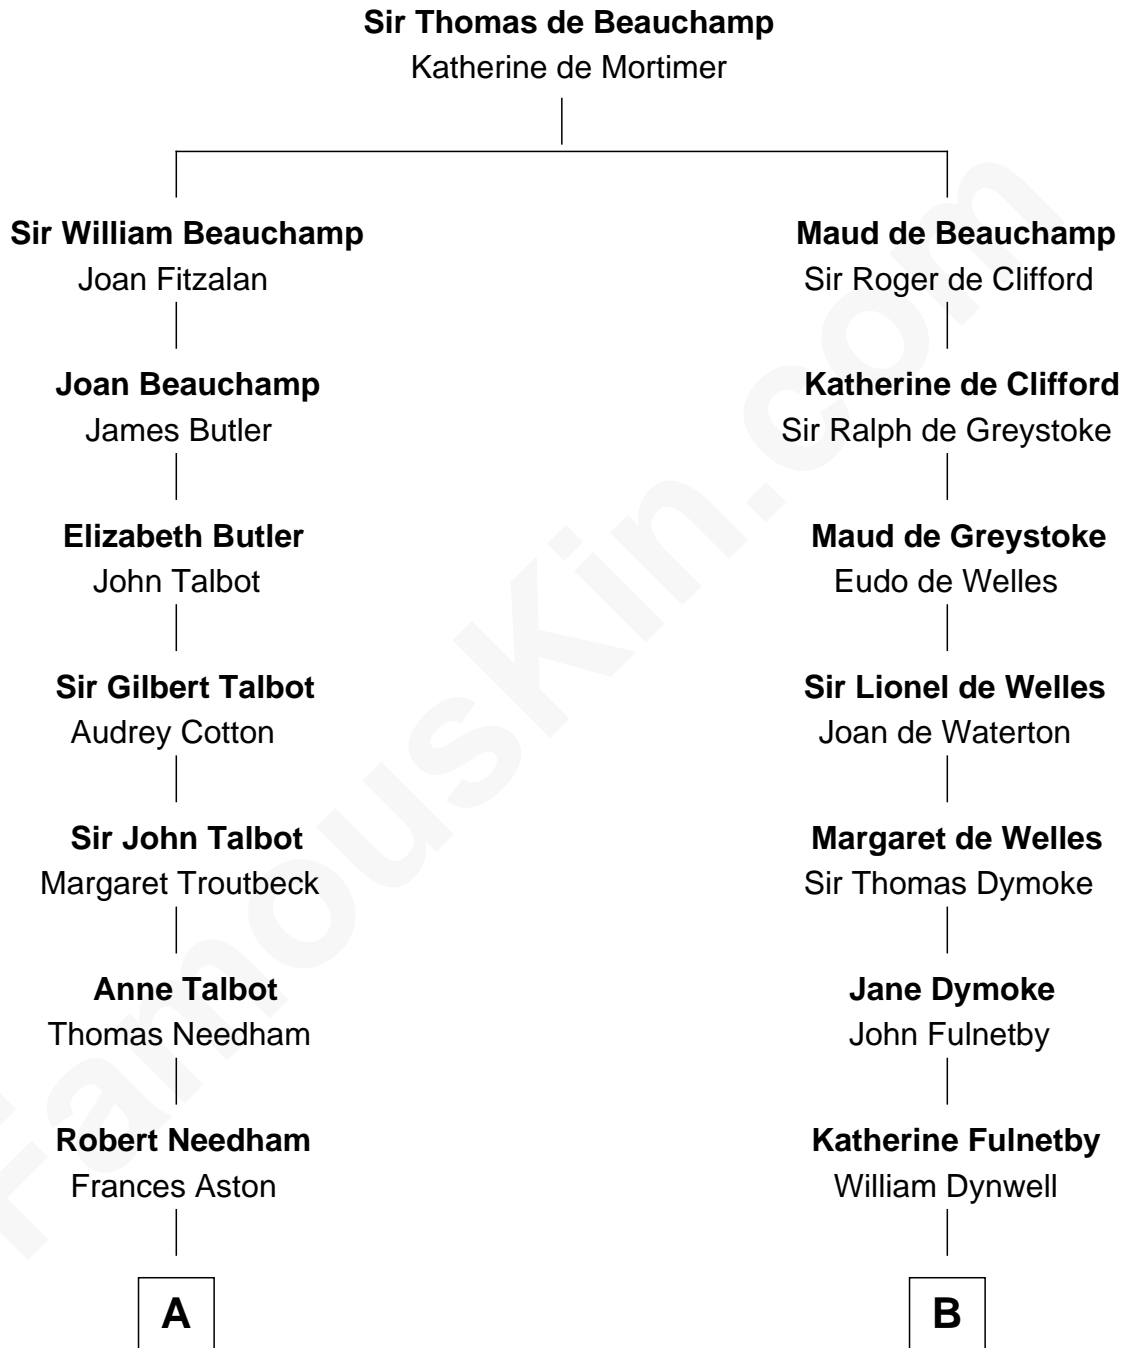 Sir Thomas de Beauchamp
Katherine de Mortimer
Sir William Beauchamp
Joan Fitzalan
Joan Beauchamp
James Butler
Elizabeth Butler
John Talbot
Sir Gilbert Talbot
Audrey Cotton
Sir John Talbot
Margaret Troutbeck
Anne Talbot
Thomas Needham
Robert Needham
Frances Aston
A
Maud de Beauchamp
Sir Roger de Clifford
Katherine de Clifford
Sir Ralph de Greystoke
Maud de Greystoke
Eudo de Welles
Sir Lionel de Welles
Joan de Waterton
Margaret de Welles
Sir Thomas Dymoke
Jane Dymoke
John Fulnetby
Katherine Fulnetby
William Dynwell
B
FamousKin.com